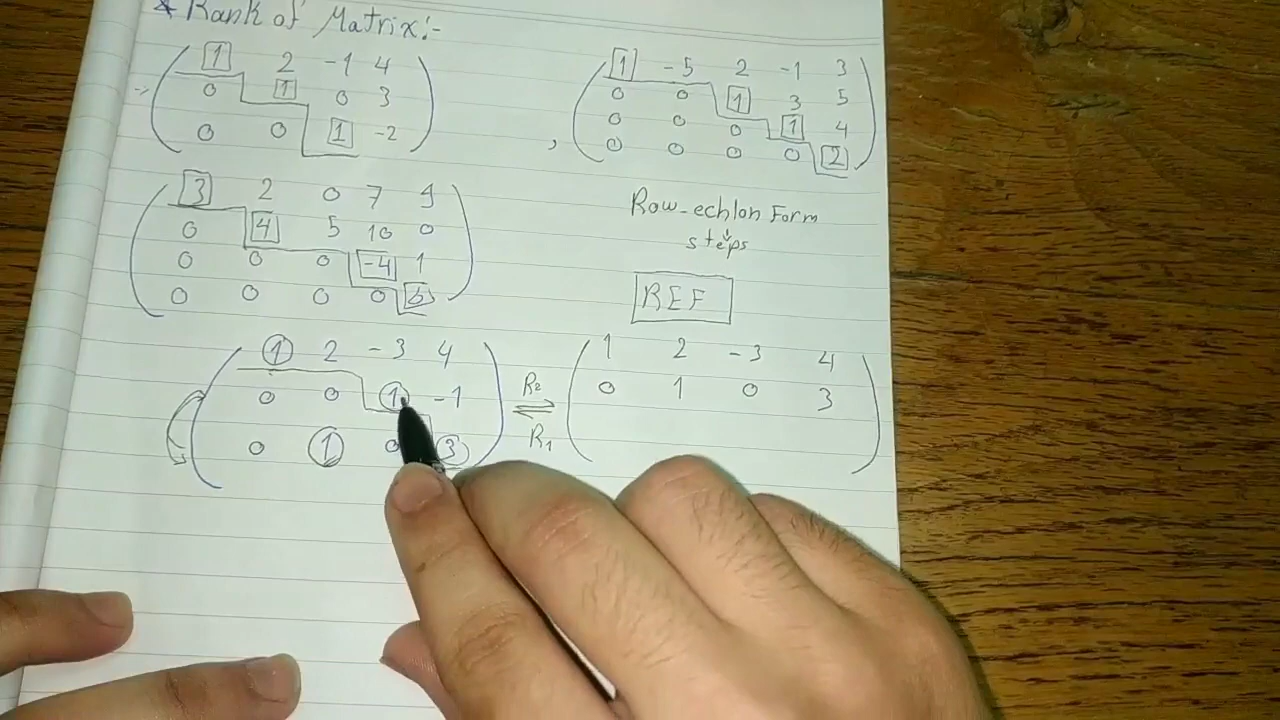 * Rank of Matrix:-
1 2 -1 4
0 1 0 3
0 0 1 -2
,
1 -5 2 -1 3
0 0 1 3 5
0 0 0 1 4
0 0 0 0 2
3 2 0 7 9
0 4 5 10 0
0 0 0 -4 1
0 0 0 0
Row-echlon Form
steps
REF
1 2 -3 4
0 0 1 -1
0 1 0 3
R2
R1
1 2 -3 4
0 1 0 3